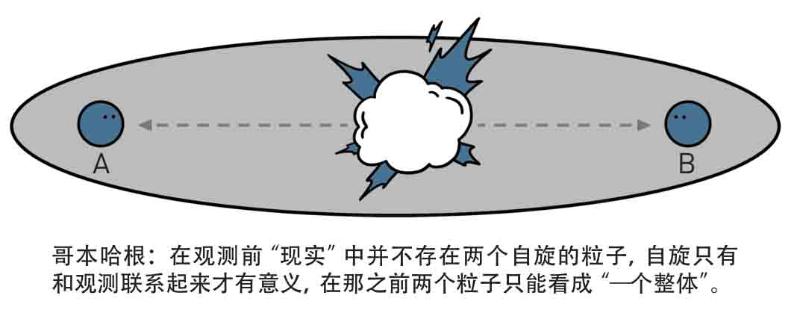 A
B
哥本哈根：在观测前“现实”中并不存在两个自旋的粒子，自旋只有
和观测联系起来才有意义，在那之前两个粒子只能看成“一个整体”。